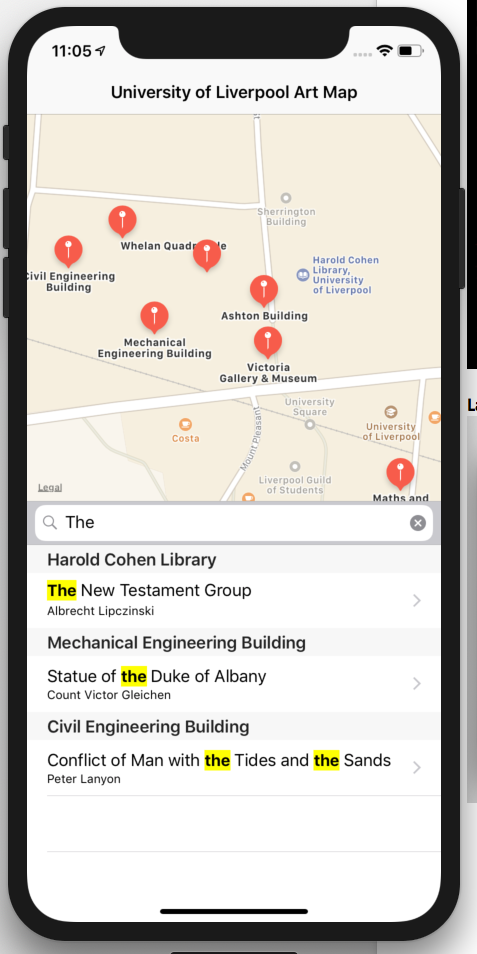 11:05
University of Liverpool Art Map
Sherrington
Building
Whelan
Civil Engineering
Building
Harold Cohen
Library,
University
of Liverpool
Ashton Building
Mechanical
Engineering Building
Victoria
Gallery & Museum
University
Square
Costa
University
of Liverpool
Mount Pleasant
Liverpool Guild
of Students
Maths and
Legal
The
Harold Cohen Library
The New Testament Group
Albrecht Lipczinski
Mechanical Engineering Building
Statue of the Duke of Albany
Count Victor Gleichen
Civil Engineering Building
Conflict of Man with the Tides and the Sands
Peter Lanyon